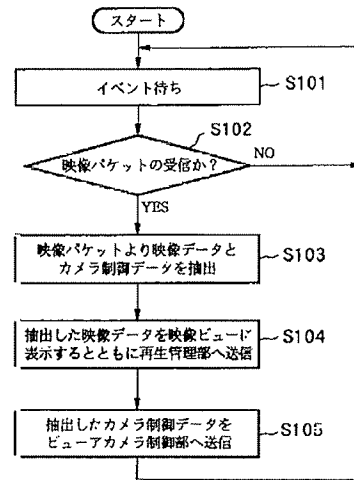 スタート
イベント待ち
S101
S102
映像パケットの受信か?
NO
YES
映像パケットより映像データと
カメラ制御データを抽出
S103
抽出した映像データを映像ビューに
表示するとともに再生管理部へ送信
S104
抽出したカメラ制御データを
ビューアカメラ制御部へ送信
S105